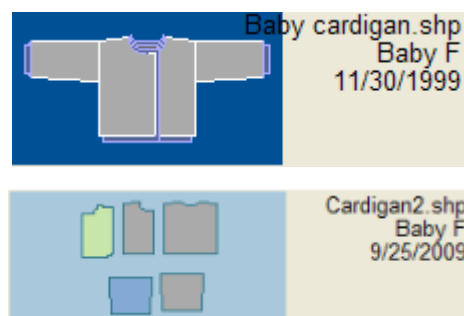 Baby cardigan.shp
Baby F
11/30/1999
Cardigan2.shp
Baby F
9/25/2009